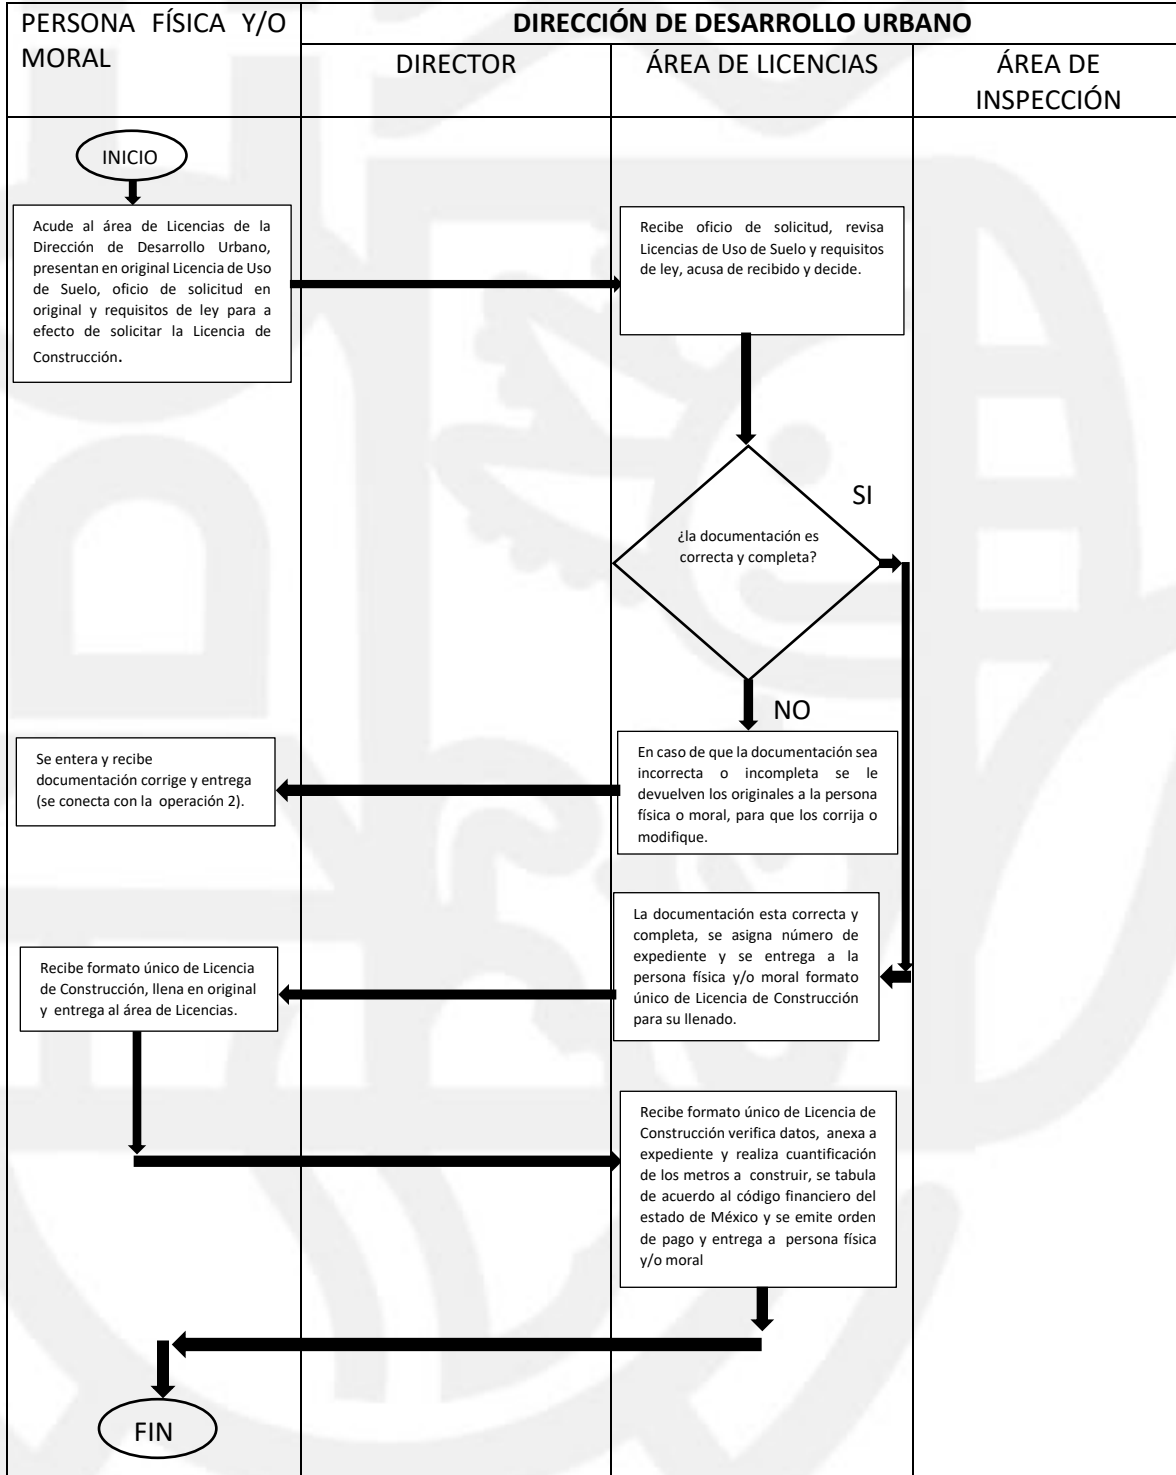 PERSONA FÍSICA Y/O
MORAL
DIRECCIÓN DE DESARROLLO URBANO
DIRECTOR
ÁREA DE LICENCIAS
ÁREA DE
INSPECCIÓN
INICIO
Acude al área de Licencias de la
Dirección de Desarrollo Urbano,
presentan en original Licencia de Uso
de Suelo, oficio de solicitud en
original y requisitos de ley para a
efecto de solicitar la Licencia de
Construcción.
Recibe oficio de solicitud, revisa
Licencias de Uso de Suelo y requisitos
de ley, acusa de recibido y decide.
SI
¿la documentación es
correcta y completa?
NO
En caso de que la documentación sea
incorrecta o incompleta se le
devuelven los originales a la persona
física o moral, para que los corrija o
modifique.
Se entera y recibe
documentación corrige y entrega
(se conecta con la operación 2).
La documentación esta correcta y
completa, se asigna número de
expediente y se entrega a la
persona física y/o moral formato
único de Licencia de Construcción
para su llenado.
Recibe formato único de Licencia
de Construcción, llena en original
y entrega al área de Licencias.
Recibe formato único de Licencia de
Construcción verifica datos, anexa a
expediente y realiza cuantificación
de los metros a construir, se tabula
de acuerdo al código financiero del
estado de México y se emite orden
de pago y entrega a persona física
y/o moral
FIN